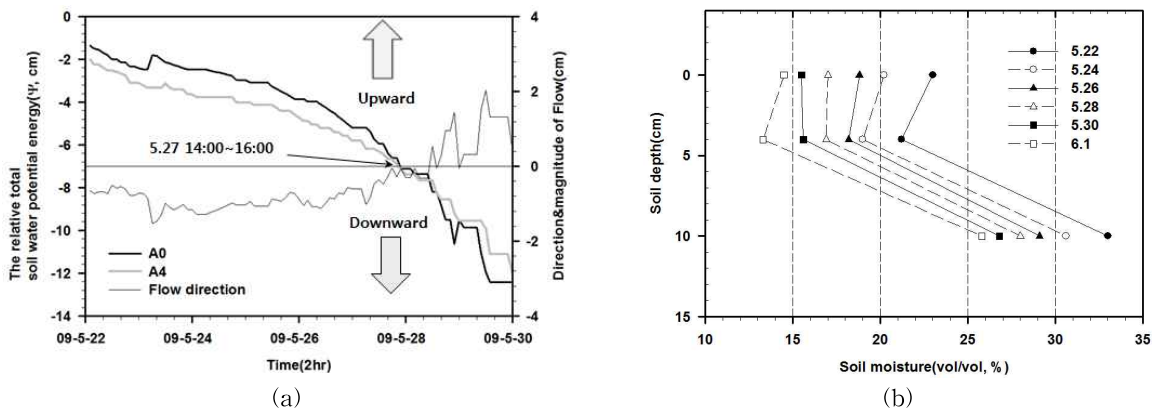 The relative total
soil water potential energy(Ψ, cm)
0
-2
-4
-6
-8
-10
-12
-14
Upward
5.27 14:00~16:00
Downward
A0
A4
Flow direction
4
2
0
-2
-4
Direction&magnitude of Flow(cm)
09-5-22
09-5-24
09-5-26
09-5-28
09-5-30
Time(2hr)
(a)
Soil depth(cm)
0
5
10
15
5.22
5.24
5.26
5.28
5.30
6.1
10
15
20
25
30
35
Soil moisture(vol/vol, %)
(b)